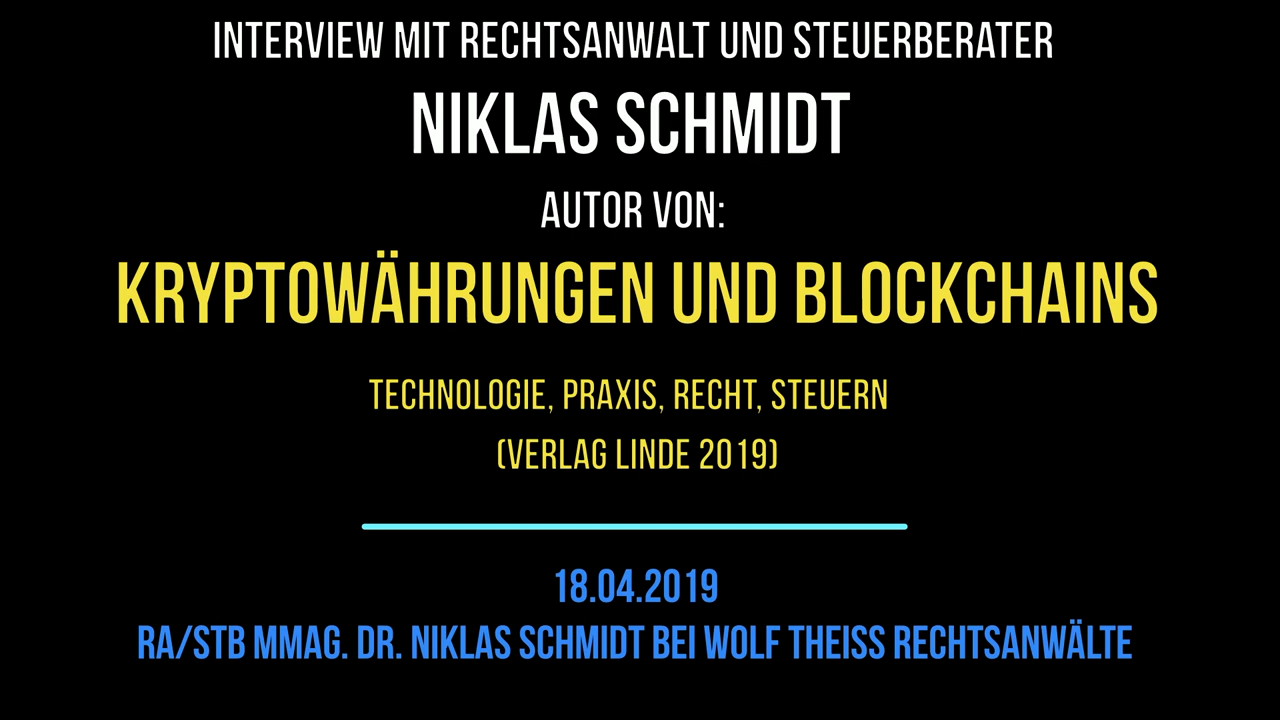 INTERVIEW MIT RECHTSANWALT UND STEUERBERATER
NIKLAS SCHMIDT
AUTOR VON:
KRYPTOWÄHRUNGEN UND BLOCKCHAINS
TECHNOLOGIE, PRAXIS, RECHT, STEUERN
(VERLAG LINDE 2019)
18.04.2019
RA/STB MMAG. DR. NIKLAS SCHMIDT BEI WOLF THEISS RECHTSANWÄLTE